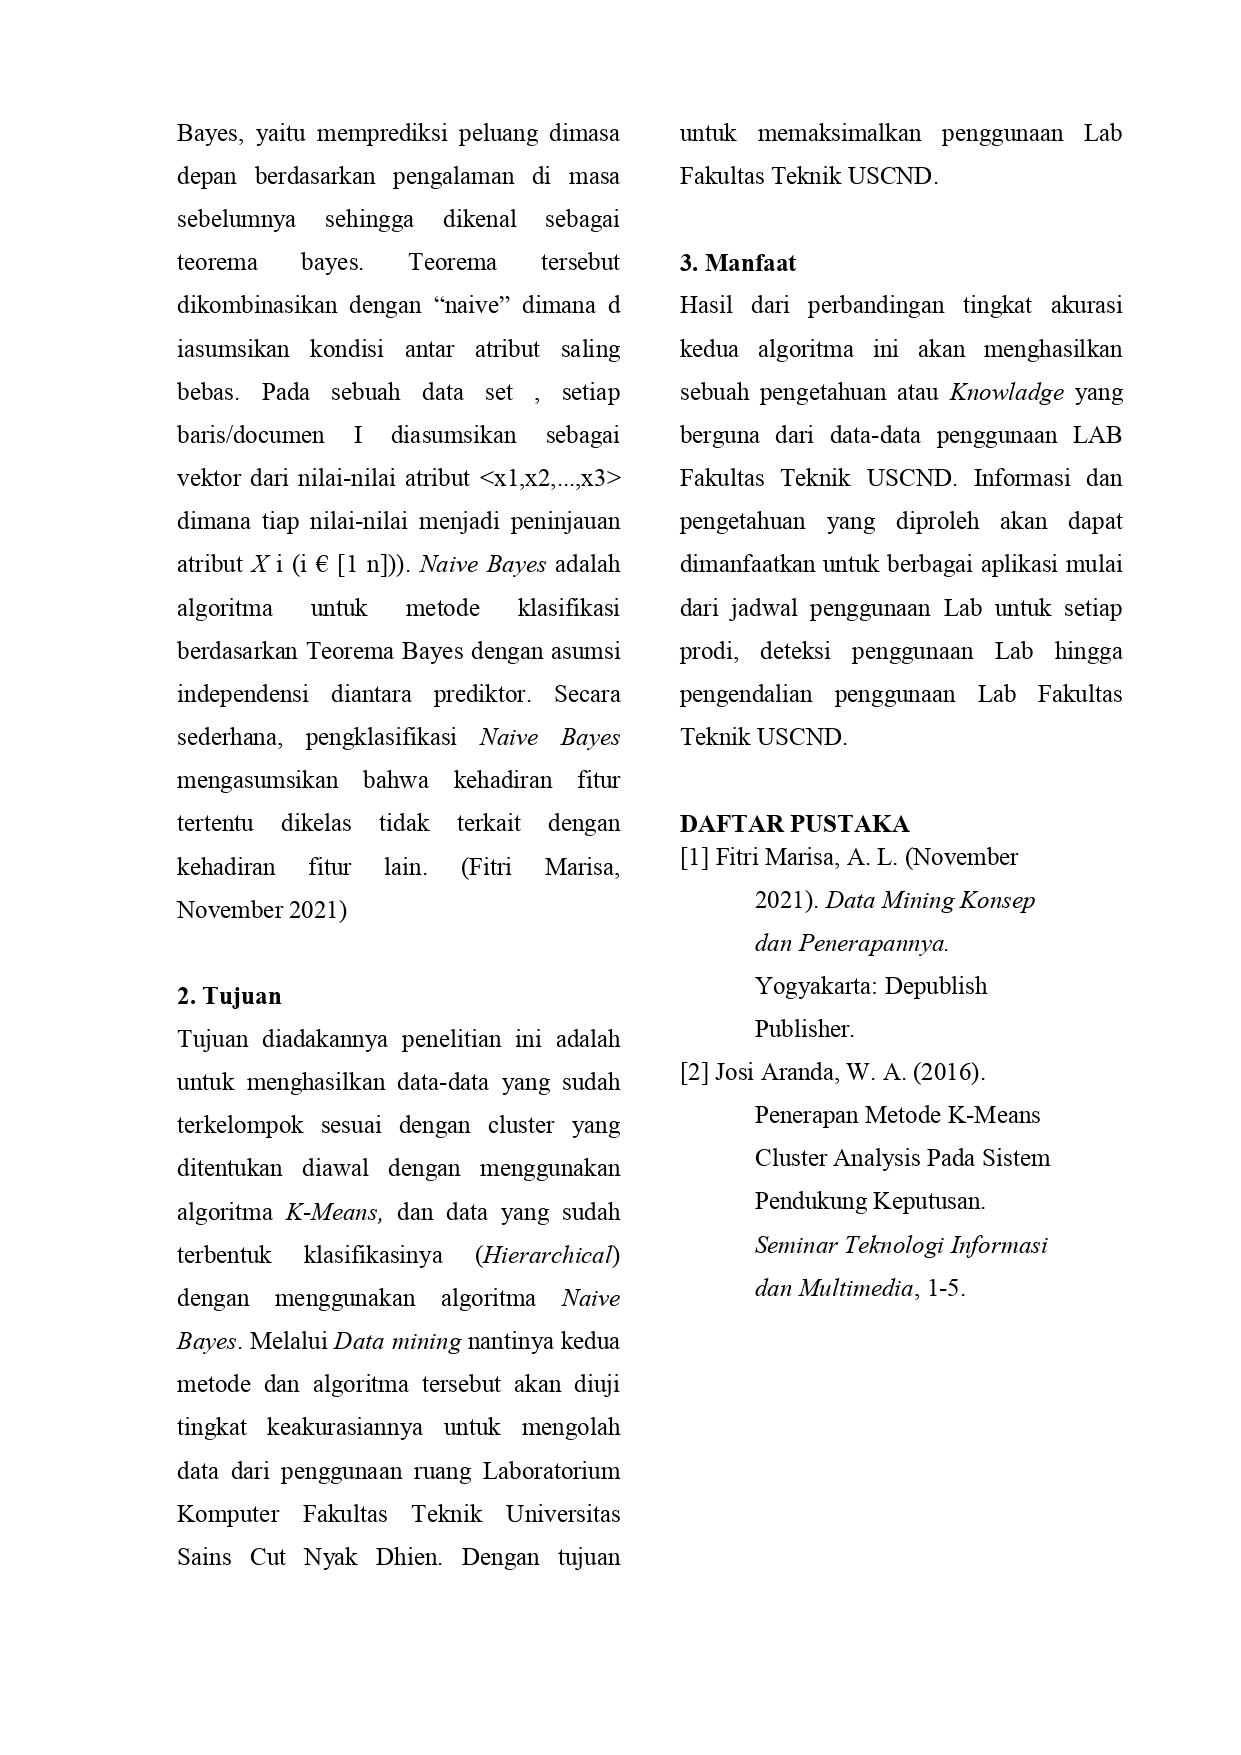 Bayes, yaitu memprediksi peluang dimasa
depan berdasarkan pengalaman di masa
sebelumnya sehingga dikenal sebagai
teorema bayes. Teorema tersebut
dikombinasikan dengan “naive” dimana d
iasumsikan kondisi antar atribut saling
bebas. Pada sebuah data set , setiap
baris/documen I diasumsikan sebagai
vektor dari nilai-nilai atribut <x1,x2,...,x3>
dimana tiap nilai-nilai menjadi peninjauan
atribut X i (i € [1 n])). Naive Bayes adalah
algoritma untuk metode klasifikasi
berdasarkan Teorema Bayes dengan asumsi
independensi diantara prediktor. Secara
sederhana, pengklasifikasi Naive Bayes
mengasumsikan bahwa kehadiran fitur
tertentu dikelas tidak terkait dengan
kehadiran fitur lain. (Fitri Marisa,
November 2021)
2. Tujuan
Tujuan diadakannya penelitian ini adalah
untuk menghasilkan data-data yang sudah
terkelompok sesuai dengan cluster yang
ditentukan diawal dengan menggunakan
algoritma K-Means, dan data yang sudah
terbentuk klasifikasinya (Hierarchical)
dengan menggunakan algoritma Naive
Bayes. Melalui Data mining nantinya kedua
metode dan algoritma tersebut akan diuji
tingkat keakurasiannya untuk mengolah
data dari penggunaan ruang Laboratorium
Komputer Fakultas Teknik Universitas
Sains Cut Nyak Dhien. Dengan tujuan
untuk memaksimalkan penggunaan Lab
Fakultas Teknik USCND.
3. Manfaat
Hasil dari perbandingan tingkat akurasi
kedua algoritma ini akan menghasilkan
sebuah pengetahuan atau Knowladge yang
berguna dari data-data penggunaan LAB
Fakultas Teknik USCND. Informasi dan
pengetahuan yang diproleh akan dapat
dimanfaatkan untuk berbagai aplikasi mulai
dari jadwal penggunaan Lab untuk setiap
prodi, deteksi penggunaan Lab hingga
pengendalian penggunaan Lab Fakultas
Teknik USCND.
DAFTAR PUSTAKA
[1] Fitri Marisa, A. L. (November
2021). Data Mining Konsep
dan Penerapannya.
Yogyakarta: Depublish
Publisher.
[2] Josi Aranda, W. A. (2016).
Penerapan Metode K-Means
Cluster Analysis Pada Sistem
Pendukung Keputusan.
Seminar Teknologi Informasi
dan Multimedia, 1-5.